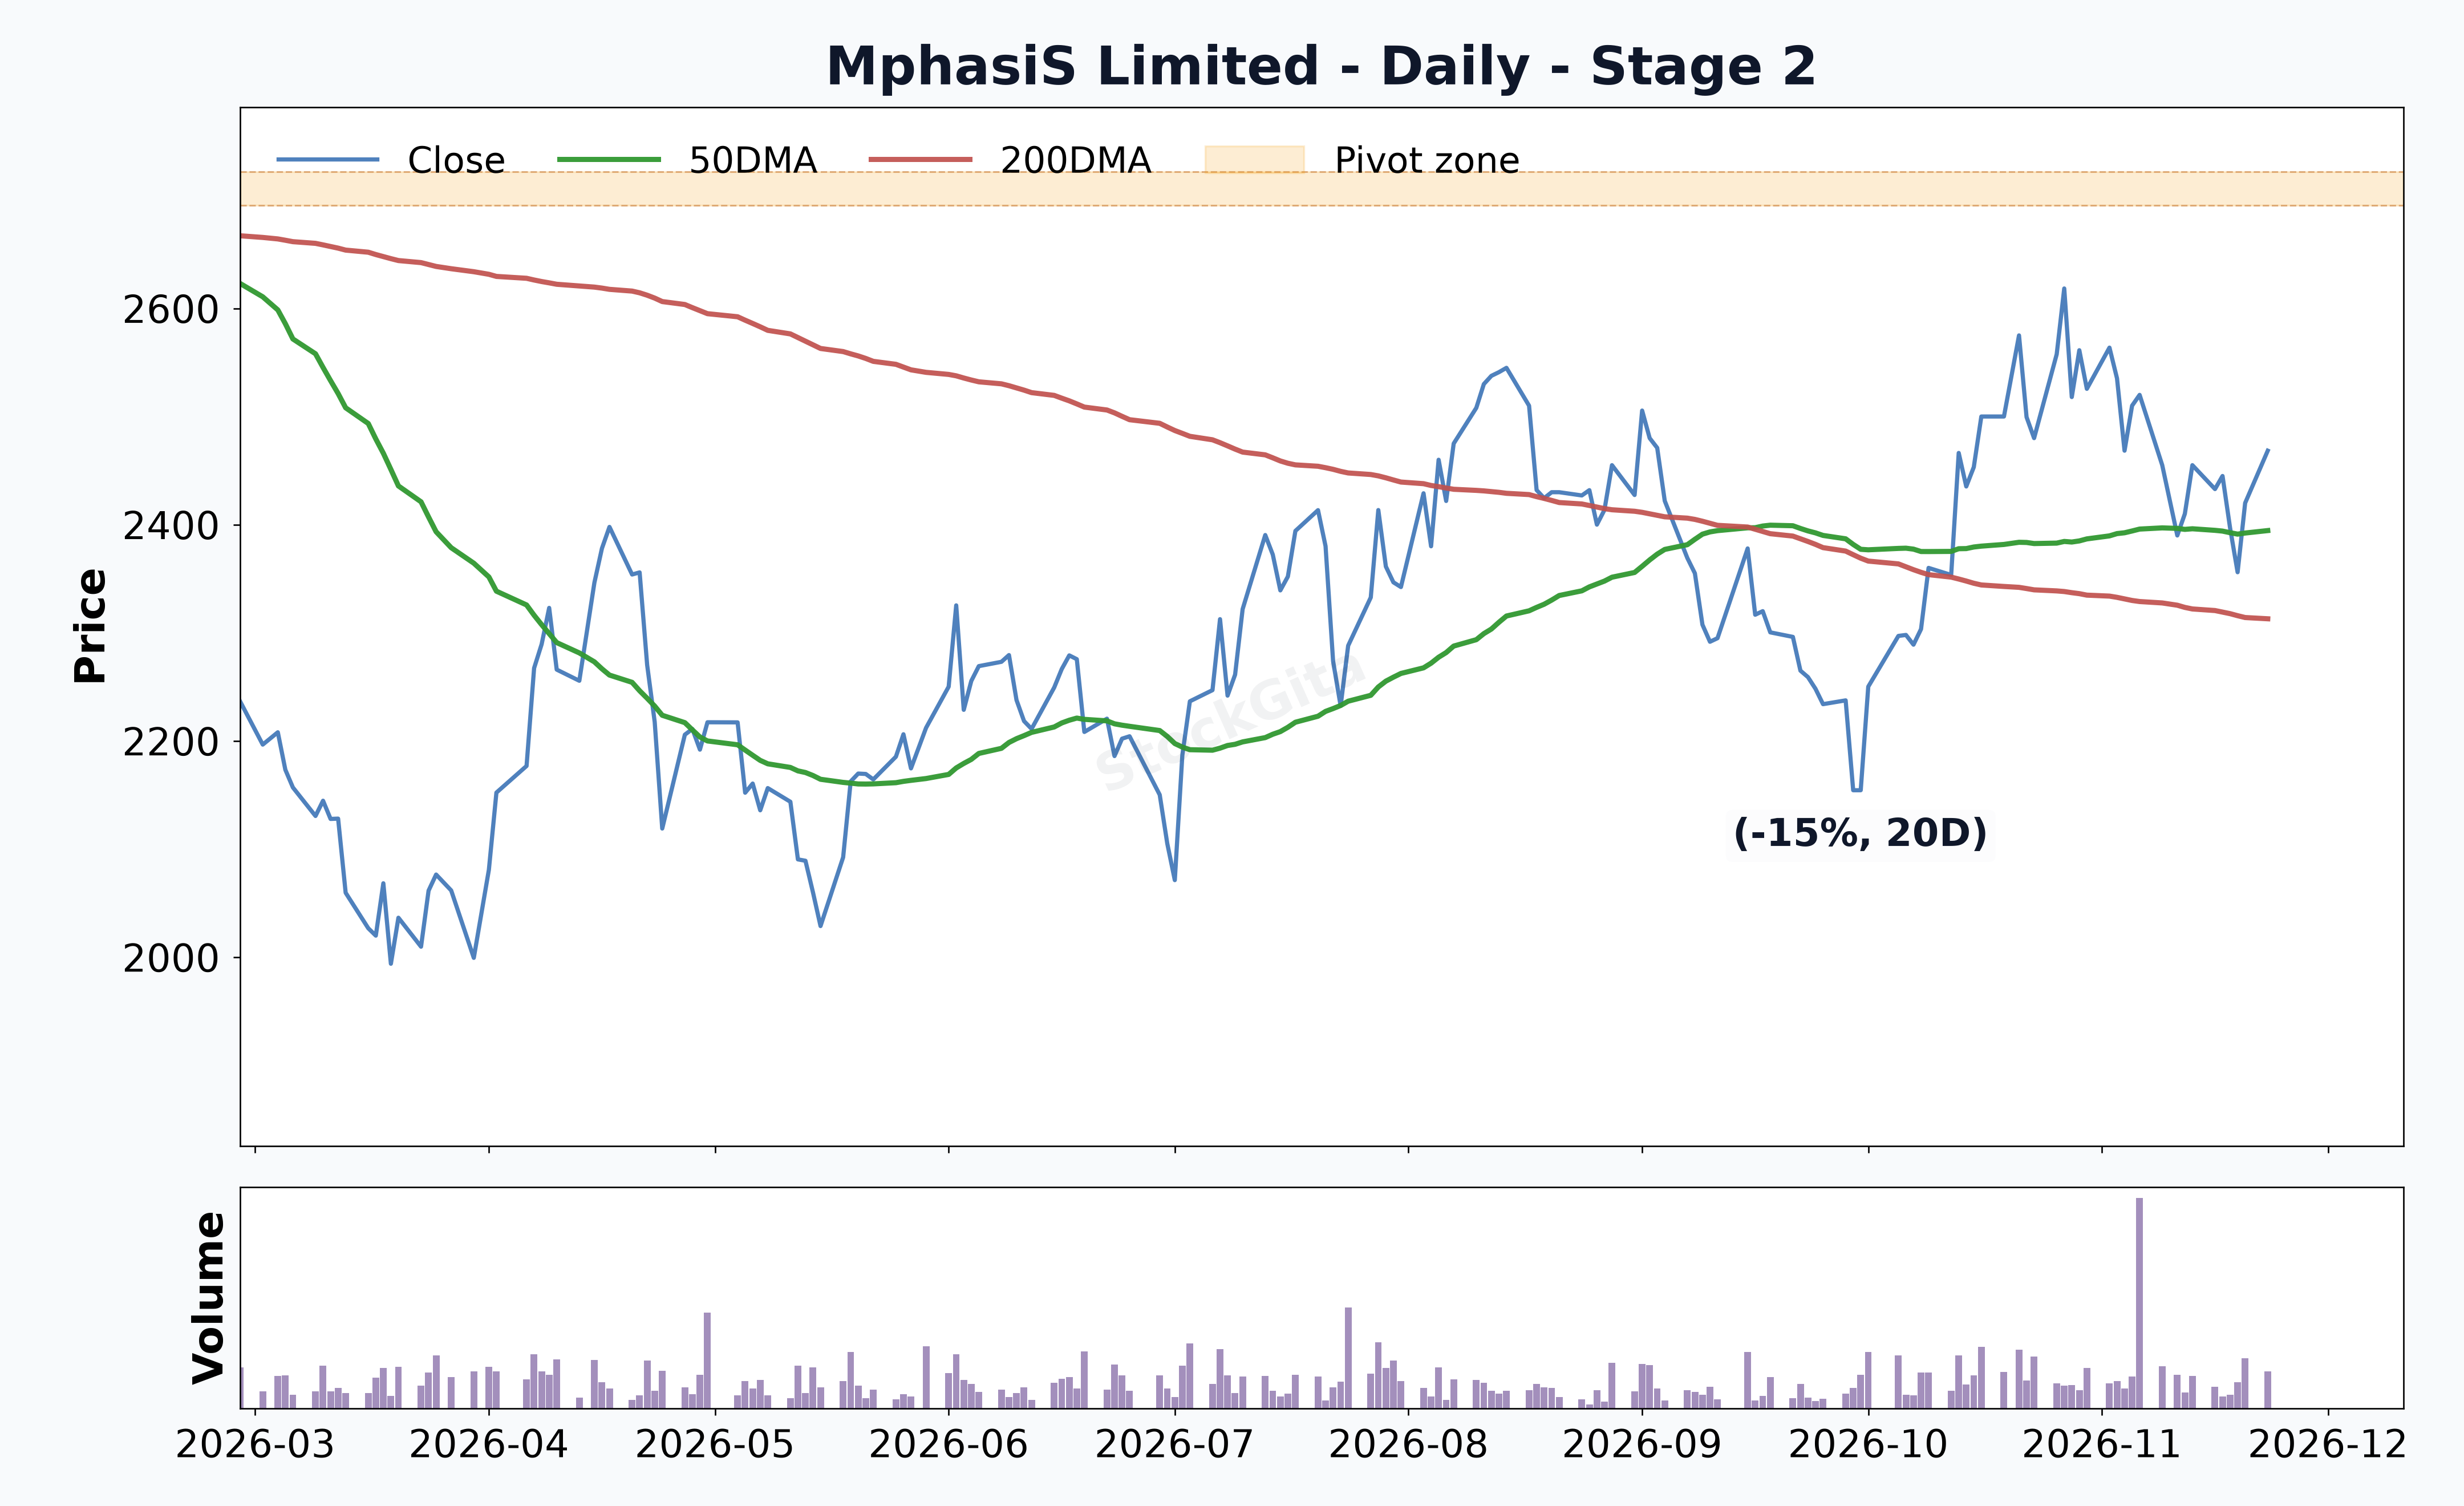 MphasiS Limited - Daily - Stage 2
Close 50DMA 200DMA Pivot zone
Price
2600
2400
2200
2000
StockGita
(-15%, 20D)
Volume
2026-03 2026-04 2026-05 2026-06 2026-07 2026-08 2026-09 2026-10 2026-11 2026-12